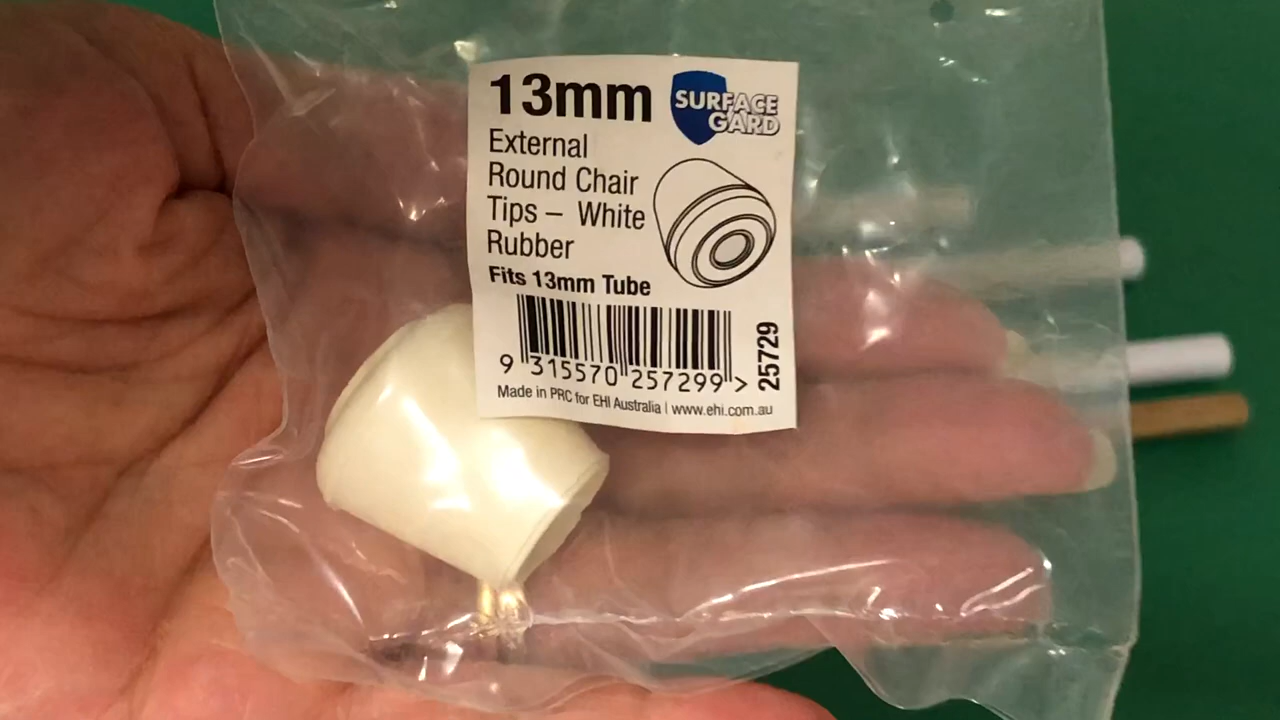 13mm
SURFACE
GARD
External
Round Chair
Tips – White
Rubber
Fits 13mm Tube
9 315570 257299 >
25729
Made in PRC for EHI Australia | www.ehi.com.au